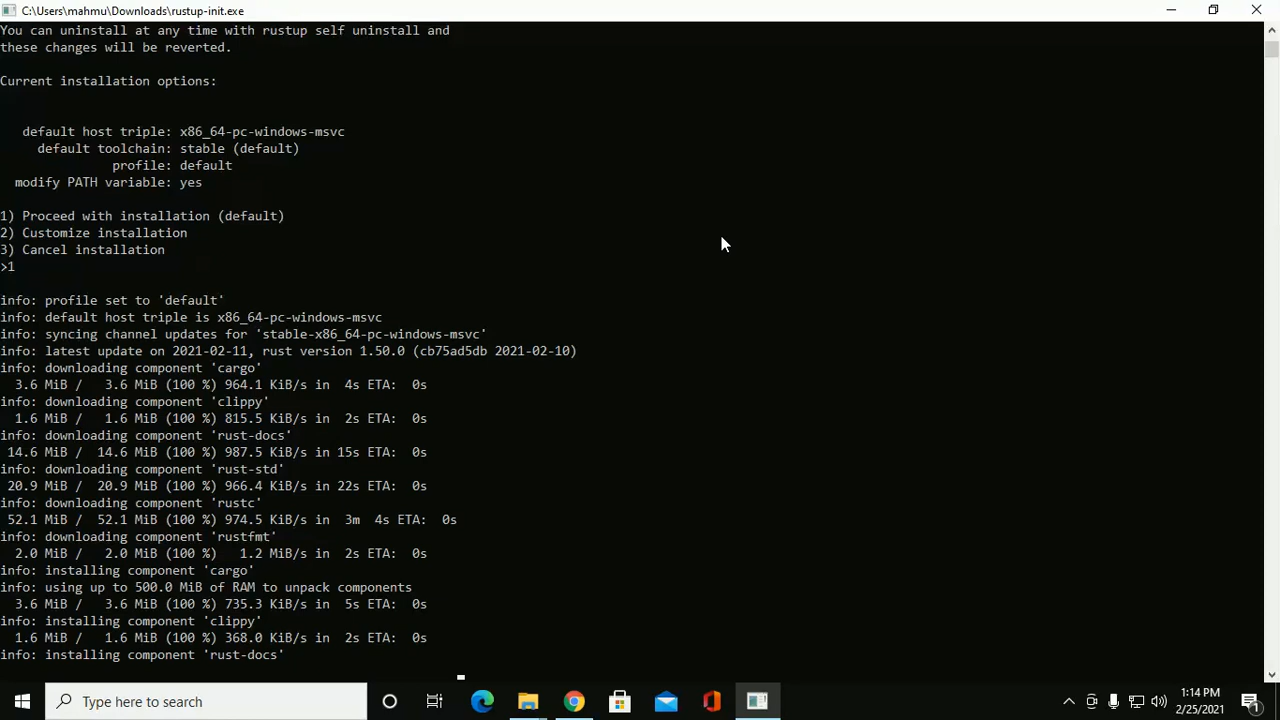 C:\Users\mahmu\Downloads\rustup-init.exe
You can uninstall at any time with rustup self uninstall and
these changes will be reverted.
Current installation options:
default host triple: x86_64-pc-windows-msvc
default toolchain: stable (default)
profile: default
modify PATH variable: yes
1) Proceed with installation (default)
2) Customize installation
3) Cancel installation
>1
info: profile set to 'default'
info: default host triple is x86_64-pc-windows-msvc
info: syncing channel updates for 'stable-x86_64-pc-windows-msvc'
info: latest update on 2021-02-11, rust version 1.50.0 (cb75ad5db 2021-02-10)
info: downloading component 'cargo'
3.6 MiB / 3.6 MiB (100 %) 964.1 KiB/s in 4s ETA: 0s
info: downloading component 'clippy'
1.6 MiB / 1.6 MiB (100 %) 815.5 KiB/s in 2s ETA: 0s
info: downloading component 'rust-docs'
14.6 MiB / 14.6 MiB (100 %) 987.5 KiB/s in 15s ETA: 0s
info: downloading component 'rust-std'
20.9 MiB / 20.9 MiB (100 %) 966.4 KiB/s in 22s ETA: 0s
info: downloading component 'rustc'
52.1 MiB / 52.1 MiB (100 %) 974.5 KiB/s in 3m 4s ETA: 0s
info: downloading component 'rustfmt'
2.0 MiB / 2.0 MiB (100 %) 1.2 MiB/s in 2s ETA: 0s
info: installing component 'cargo'
info: using up to 500.0 MiB of RAM to unpack components
3.6 MiB / 3.6 MiB (100 %) 735.3 KiB/s in 5s ETA: 0s
info: installing component 'clippy'
1.6 MiB / 1.6 MiB (100 %) 368.0 KiB/s in 2s ETA: 0s
info: installing component 'rust-docs'
Type here to search
1:14 PM
2/25/2021
1